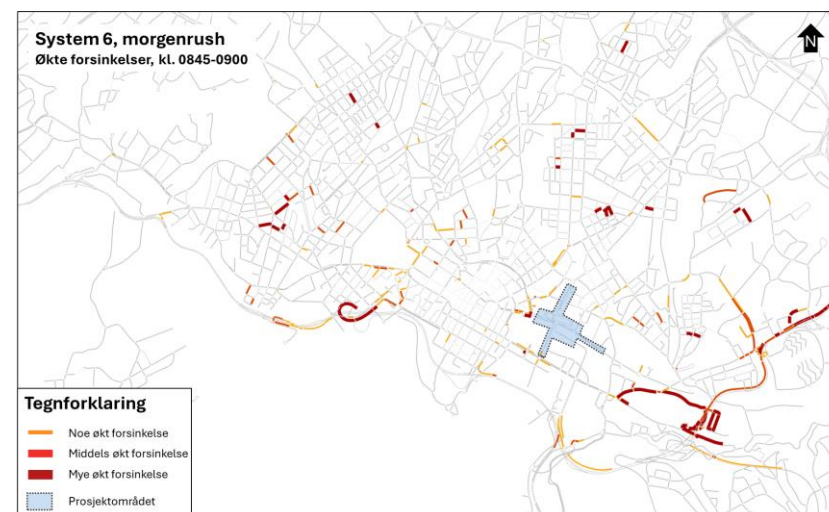 System 6, morgenrush
Økte forsinkelser, kl. 0845-0900
N
Tegnforklaring
Noe økt forsinkelse
Middels økt forsinkelse
Mye økt forsinkelse
Prosjektområdet